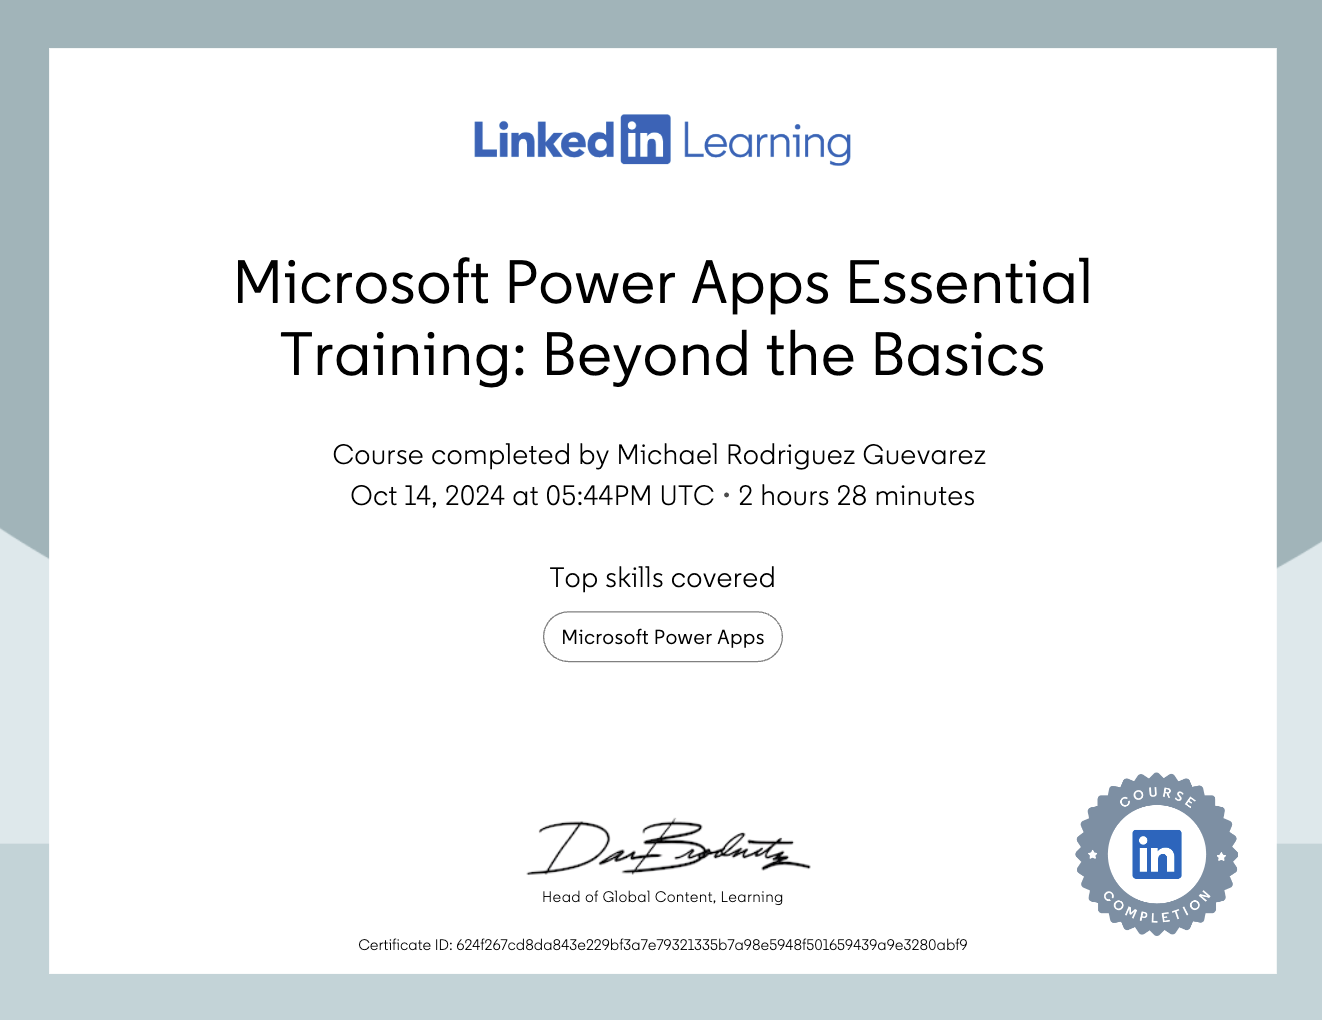 Linked in Learning
Microsoft Power Apps Essential
Training: Beyond the Basics
Course completed by Michael Rodriguez Guevarez
Oct 14, 2024 at 05:44PM UTC • 2 hours 28 minutes
Top skills covered
Microsoft Power Apps
Dan Brodnitz
Head of Global Content, Learning
Certificate ID: 624f267cd8da843e229bf3a7e79321335b7a98e5948f501659439a9e3280abf9
COURSE
in
COMPLETION